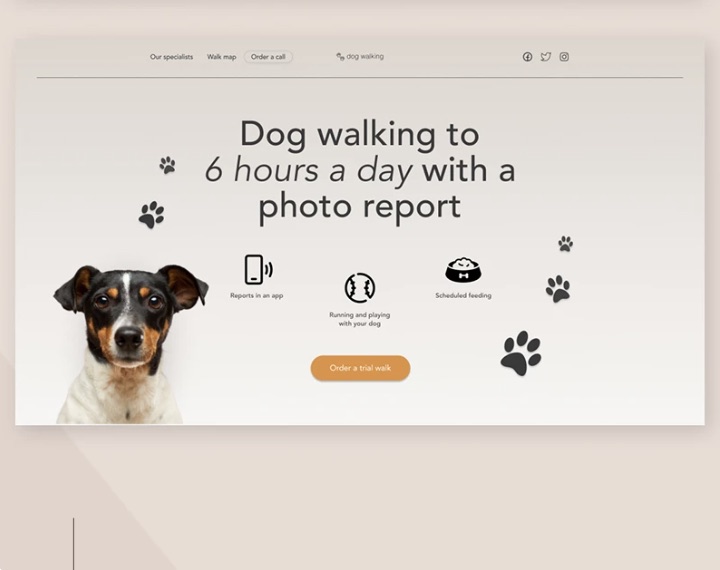 Our specialists
Walk map
Order a call
dog walking
Dog walking to
6 hours a day with a
photo report
Reports in an app
Running and playing
with your dog
Scheduled feeding
Order a trial walk